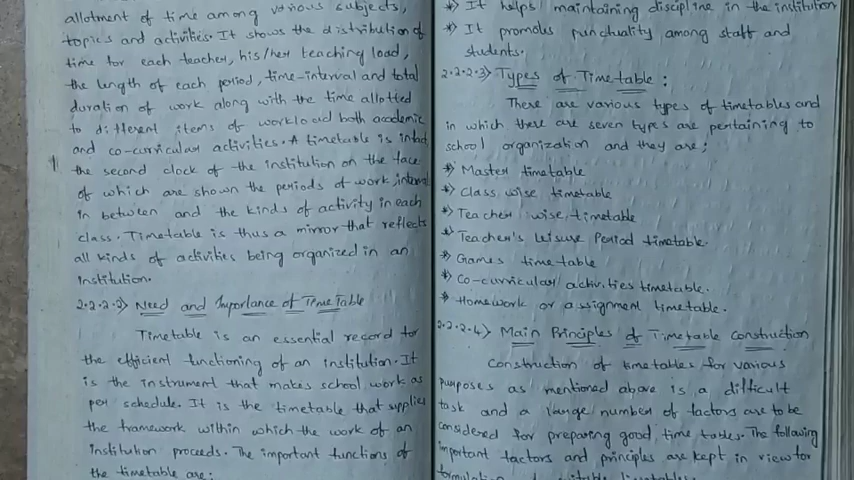 allotment of time among various subjects,
topics and activities. It shows the distribution of
time for each teacher, his/her teaching load,
the length of each period, time-interval and total
duration of work along with the time allotted
to different items of workload both academic
and co-curricular activities. A timetable is infact
the second clock of the institution on the face
of which are shown the periods of work, interval
in between and the kinds of activity in each
class. Timetable is thus a mirror that reflects
all kinds of activities being organized in an
institution.
2.2.2.2) Need and Importance of Time Table
Timetable is an essential record for
the efficient functioning of an institution. It
is the instrument that makes school work as
per schedule. It is the timetable that supplies
the framework within which the work of an
institution proceeds. The important functions of
the timetable are:
*) It helps maintaining discipline in the institution
*) It promotes punctuality among staff and
students.
2.2.2.3) Types of Timetable :
There are various types of timetables and
in which there are seven types are pertaining to
school organization and they are;
*) Master timetable
*) Class wise timetable
*) Teacher wise timetable
*) Teacher's Leisure Period timetable.
*) Games timetable
*) Co-curricular activities timetable.
*) Homework or assignment timetable.
2.2.2.4) Main Principles of Timetable Construction
Construction of timetables for various
purposes as mentioned above is a difficult
task and a large number of factors are to be
considered for preparing good time tables. The following
important factors and principles are kept in view for